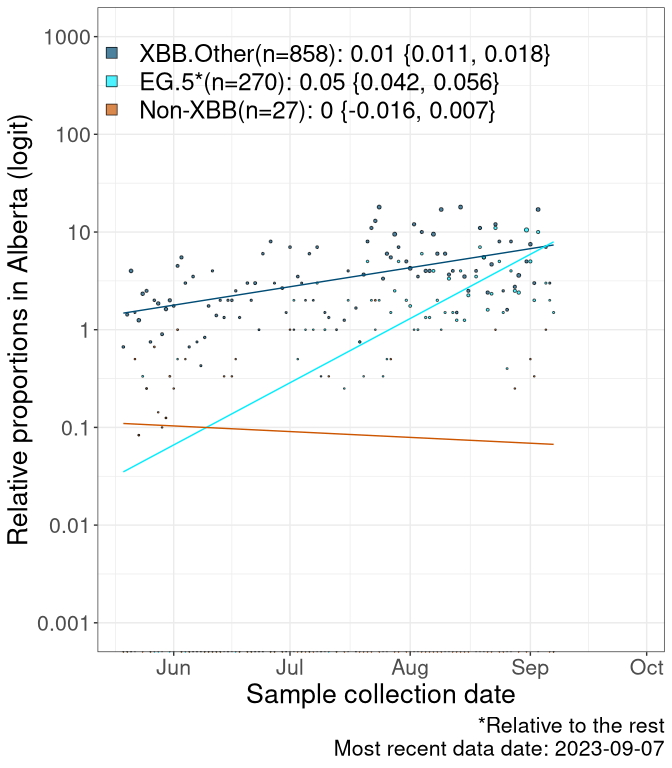 1000
100
10
1
0.1
0.01
0.001
Relative proportions in Alberta (logit)
XBB.Other(n=858): 0.01 {0.011, 0.018}
EG.5*(n=270): 0.05 {0.042, 0.056}
Non-XBB(n=27): 0 {-0.016, 0.007}
Jun Jul Aug Sep Oct
Sample collection date
*Relative to the rest
Most recent data date: 2023-09-07